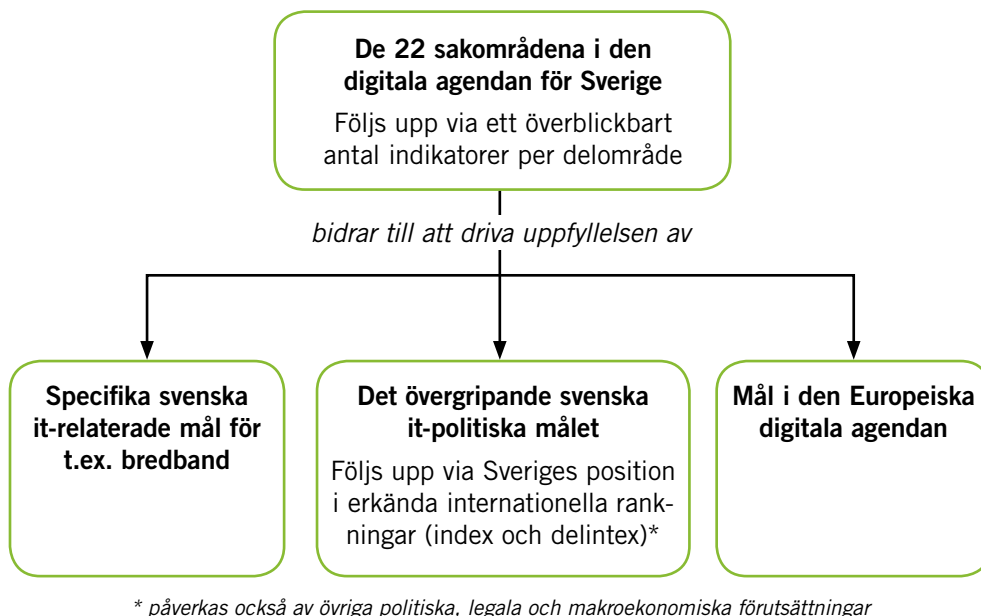 De 22 sakområdena i den
digitala agendan för Sverige
Följs upp via ett överblickbart
antal indikatorer per delområde
bidrar till att driva uppfyllelsen av
Specifika svenska
it-relaterade mål för
t.ex. bredband
Det övergripande svenska
it-politiska målet
Följs upp via Sveriges position
i erkända internationella rank-
ningar (index och delintex)*
Mål i den Europeiska
digitala agendan
* påverkas också av övriga politiska, legala och makroekonomiska förutsättningar